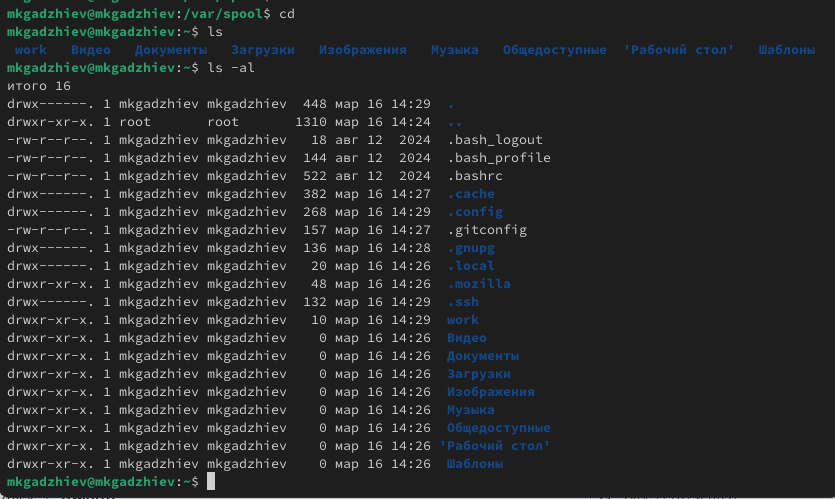 mkgadzhiev@mkgadzhiev:/var/spool$ cd
mkgadzhiev@mkgadzhiev:~$ ls
work Видео Документы Загрузки Изображения Музыка Общедоступные 'Рабочий стол' Шаблоны
mkgadzhiev@mkgadzhiev:~$ ls -al
итого 16
drwx------. 1 mkgadzhiev mkgadzhiev 448 мар 16 14:29 .
drwxr-xr-x. 1 root root 1310 мар 16 14:24 ..
-rw-r--r--. 1 mkgadzhiev mkgadzhiev 18 авг 12 2024 .bash_logout
-rw-r--r--. 1 mkgadzhiev mkgadzhiev 144 авг 12 2024 .bash_profile
-rw-r--r--. 1 mkgadzhiev mkgadzhiev 522 авг 12 2024 .bashrc
drwx------. 1 mkgadzhiev mkgadzhiev 382 мар 16 14:27 .cache
drwx------. 1 mkgadzhiev mkgadzhiev 268 мар 16 14:29 .config
-rw-r--r--. 1 mkgadzhiev mkgadzhiev 157 мар 16 14:27 .gitconfig
drwx------. 1 mkgadzhiev mkgadzhiev 136 мар 16 14:28 .gnupg
drwx------. 1 mkgadzhiev mkgadzhiev 20 мар 16 14:26 .local
drwxr-xr-x. 1 mkgadzhiev mkgadzhiev 48 мар 16 14:26 .mozilla
drwx------. 1 mkgadzhiev mkgadzhiev 132 мар 16 14:29 .ssh
drwxr-xr-x. 1 mkgadzhiev mkgadzhiev 10 мар 16 14:29 work
drwxr-xr-x. 1 mkgadzhiev mkgadzhiev 0 мар 16 14:26 Видео
drwxr-xr-x. 1 mkgadzhiev mkgadzhiev 0 мар 16 14:26 Документы
drwxr-xr-x. 1 mkgadzhiev mkgadzhiev 0 мар 16 14:26 Загрузки
drwxr-xr-x. 1 mkgadzhiev mkgadzhiev 0 мар 16 14:26 Изображения
drwxr-xr-x. 1 mkgadzhiev mkgadzhiev 0 мар 16 14:26 Музыка
drwxr-xr-x. 1 mkgadzhiev mkgadzhiev 0 мар 16 14:26 Общедоступные
drwxr-xr-x. 1 mkgadzhiev mkgadzhiev 0 мар 16 14:26 'Рабочий стол'
drwxr-xr-x. 1 mkgadzhiev mkgadzhiev 0 мар 16 14:26 Шаблоны
mkgadzhiev@mkgadzhiev:~$